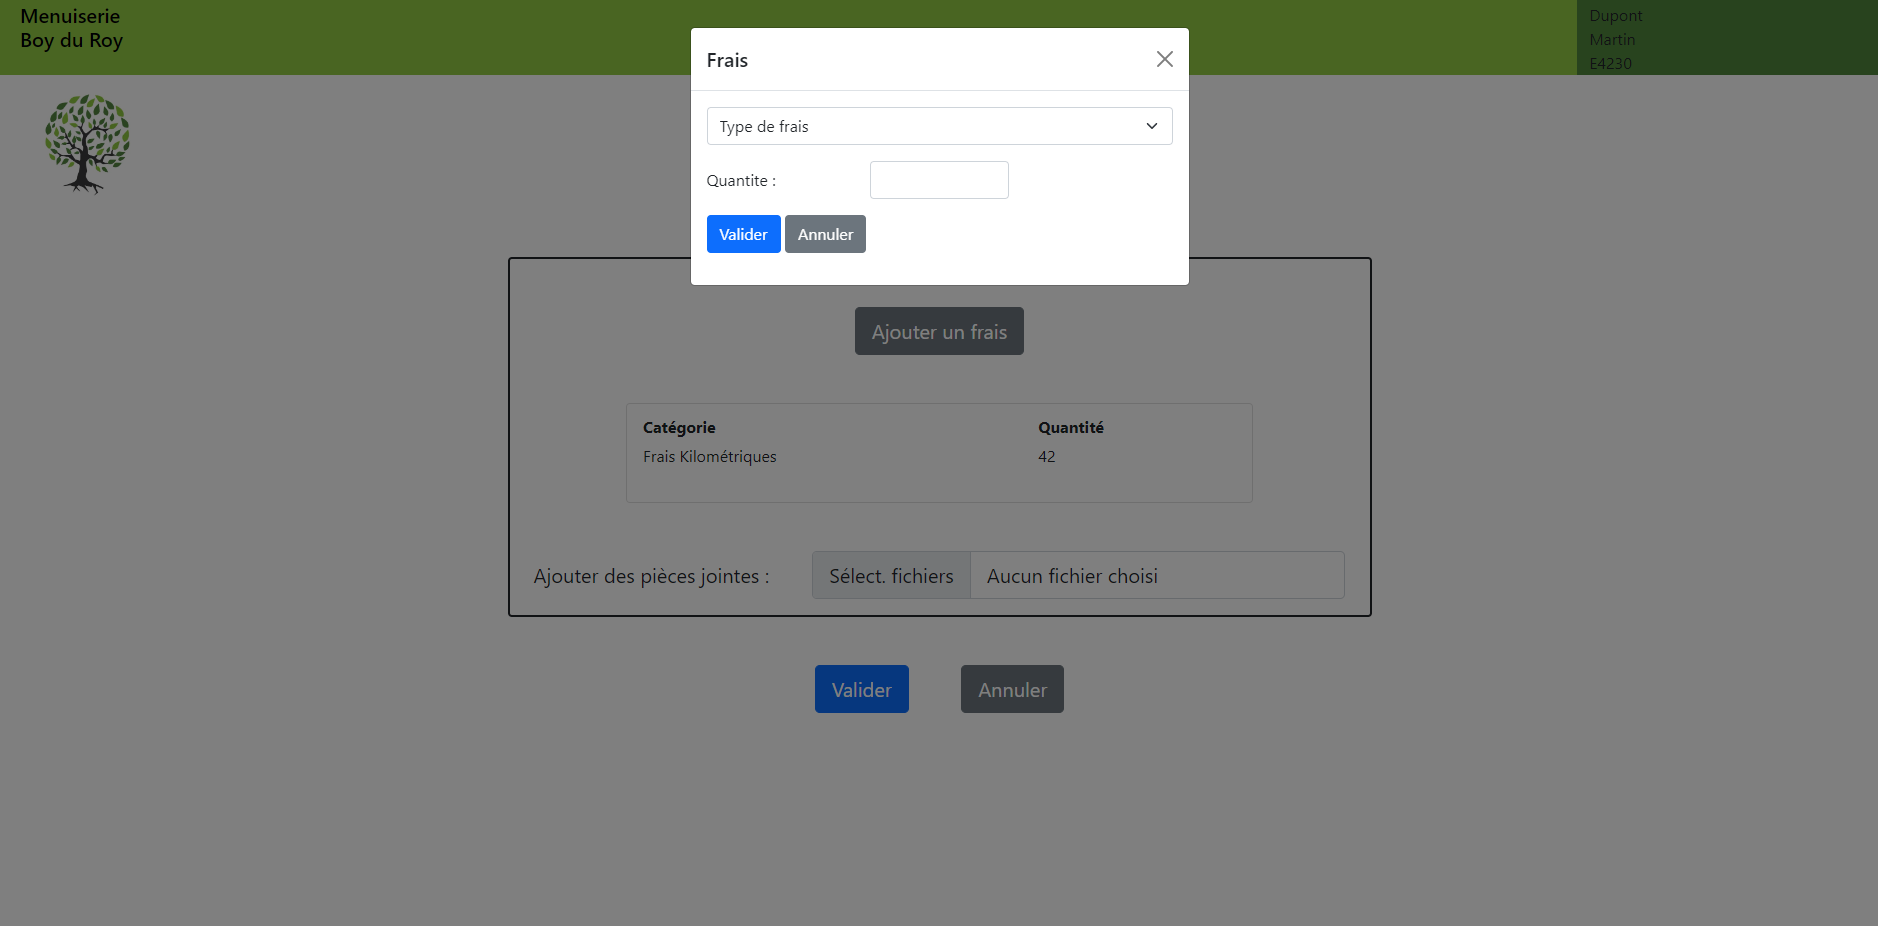 Menuiserie
Boy du Roy
Dupont
Martin
E4230
Frais
Type de frais
Quantite :
Valider Annuler
Ajouter un frais
Catégorie Quantité
Frais Kilométriques 42
Ajouter des pièces jointes : Sélect. fichiers Aucun fichier choisi
Valider Annuler